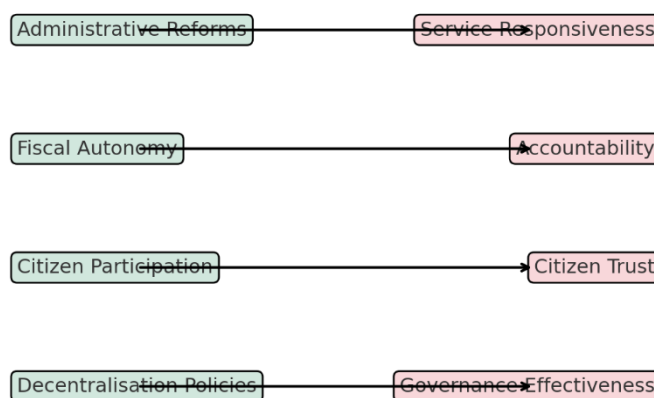 Administrative Reforms
Service Responsiveness
Fiscal Autonomy
Accountability
Citizen Participation
Citizen Trust
Decentralisation Policies
Governance Effectiveness